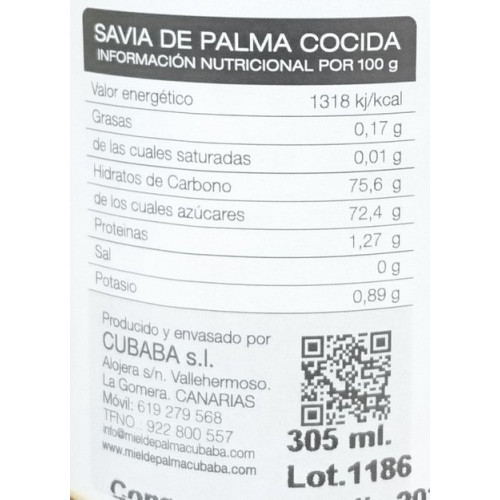 SAVIA DE PALMA COCIDA
INFORMACIÓN NUTRICIONAL POR 100 g
Valor energético 1318 kj/kcal
Grasas 0,17 g
de las cuales saturadas 0,01 g
Hidratos de Carbono 75,6 g
de los cuales azúcares 72,4 g
Proteinas 1,27 g
Sal 0 g
Potasio 0,89 g
Producido y envasado por
CUBABA s.l.
Alojera s/n. Vallehermoso.
La Gomera. CANARIAS
Móvil: 619 279 568
TFNO.: 922 800 557
info@mieldepalmacubaba.com
www.mieldepalmacubaba.com
305 ml.
Lot.1186